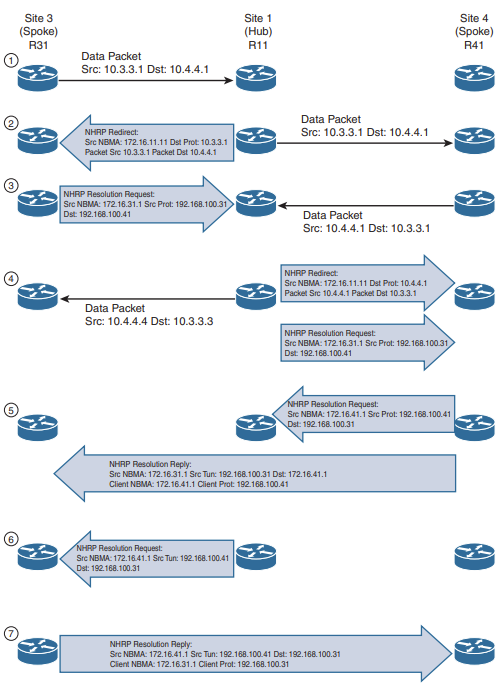 Site 3
(Spoke)
R31
Site 1
(Hub)
R11
Site 4
(Spoke)
R41
1
Data Packet
Src: 10.3.3.1 Dst: 10.4.4.1
2
NHRP Redirect:
Src NBMA: 172.16.11.11 Dst Prot: 10.3.3.1
Packet Src 10.3.3.1 Packet Dst 10.4.4.1
Data Packet
Src: 10.3.3.1 Dst: 10.4.4.1
3
NHRP Resolution Request:
Src NBMA: 172.16.31.1 Src Prot: 192.168.100.31
Dst: 192.168.100.41
Data Packet
Src: 10.4.4.1 Dst: 10.3.3.1
4
Data Packet
Src: 10.4.4.4 Dst: 10.3.3.3
NHRP Redirect:
Src NBMA: 172.16.11.11 Dst Prot: 10.4.4.1
Packet Src 10.4.4.1 Packet Dst 10.3.3.1
NHRP Resolution Request:
Src NBMA: 172.16.31.1 Src Prot: 192.168.100.31
Dst: 192.168.100.41
5
NHRP Resolution Request:
Src NBMA: 172.16.41.1 Src Prot: 192.168.100.41
Dst: 192.168.100.31
NHRP Resolution Reply:
Src NBMA: 172.16.31.1 Src Tun: 192.168.100.31 Dst: 172.16.41.1
Client NBMA: 172.16.41.1 Client Prot: 192.168.100.41
6
NHRP Resolution Request:
Src NBMA: 172.16.41.1 Src Tun: 192.168.100.41
Dst: 192.168.100.31
7
NHRP Resolution Reply:
Src NBMA: 172.16.41.1 Src Tun: 192.168.100.41 Dst: 192.168.100.31
Client NBMA: 172.16.31.1 Client Prot: 192.168.100.31